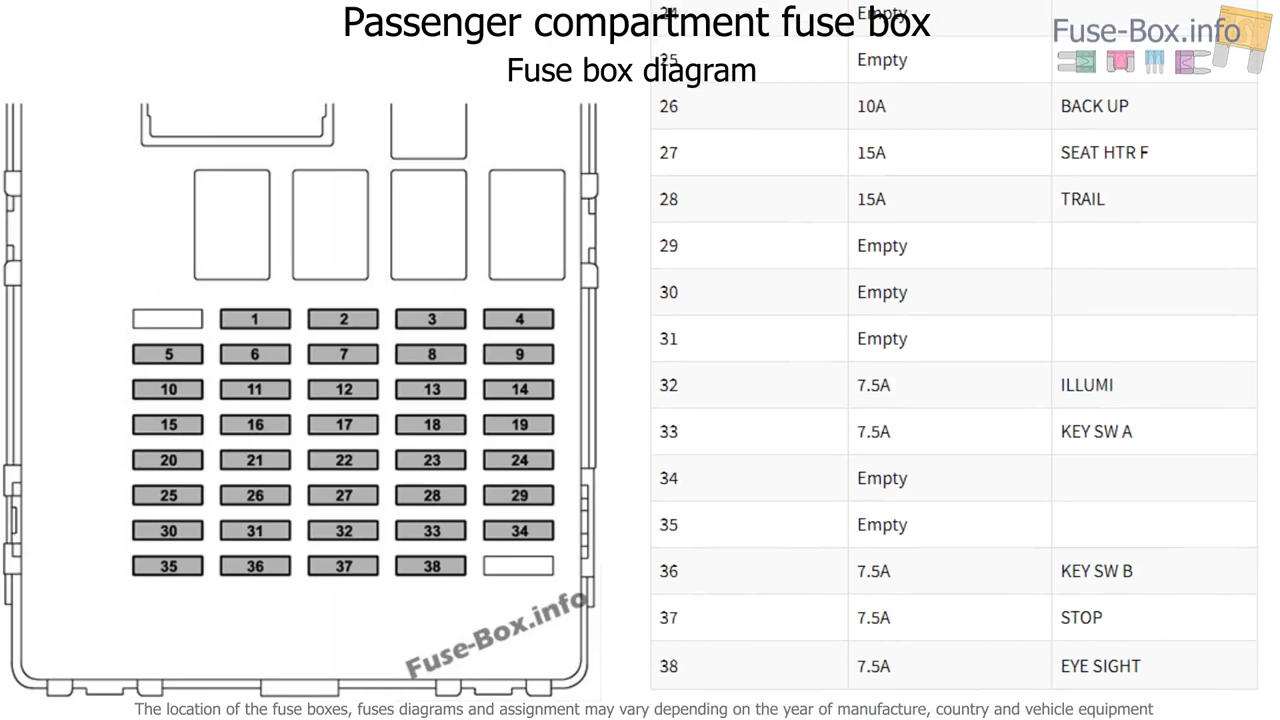 Passenger compartment fuse box
Fuse box diagram
Fuse-Box.info
24 Empty
25 Empty
26 10A BACK UP
27 15A SEAT HTR F
28 15A TRAIL
29 Empty
30 Empty
31 Empty
32 7.5A ILLUMI
33 7.5A KEY SW A
34 Empty
35 Empty
36 7.5A KEY SW B
37 7.5A STOP
38 7.5A EYE SIGHT
1 2 3 4
5 6 7 8 9
10 11 12 13 14
15 16 17 18 19
20 21 22 23 24
25 26 27 28 29
30 31 32 33 34
35 36 37 38
Fuse-Box.info
The location of the fuse boxes, fuses diagrams and assignment may vary depending on the year of manufacture, country and vehicle equipment